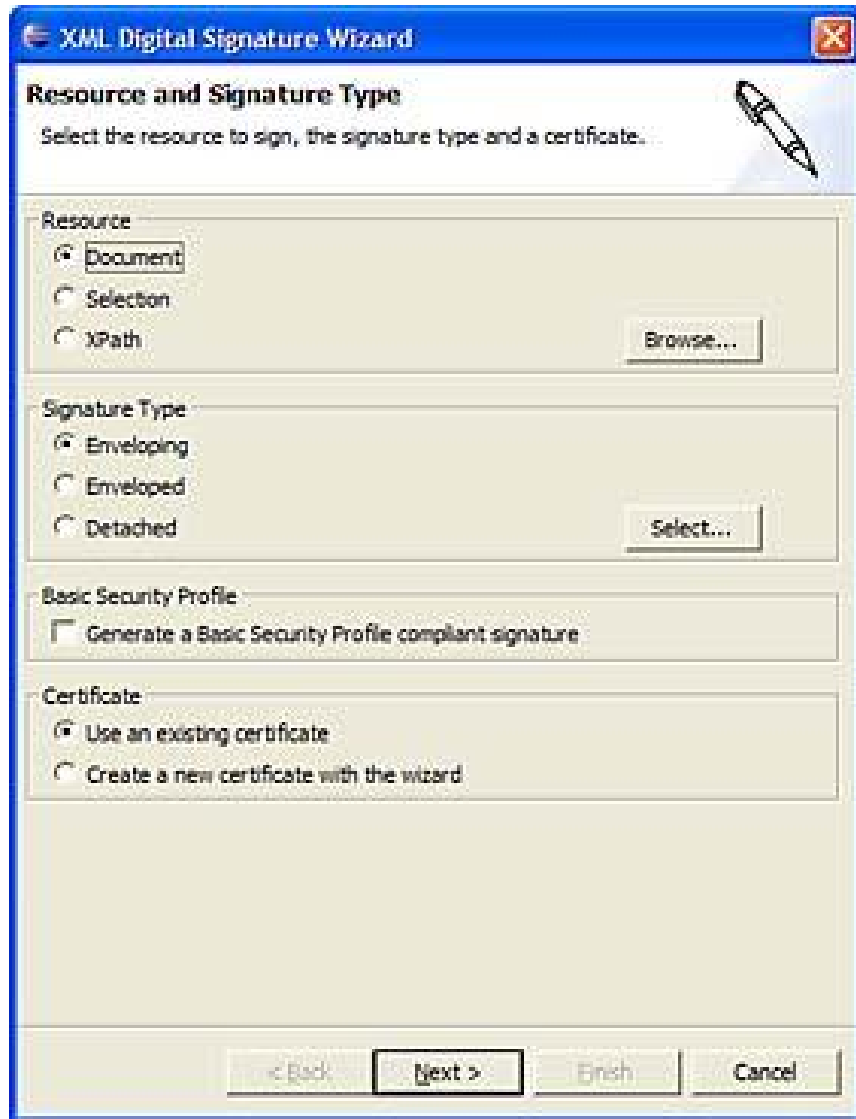 XML Digital Signature Wizard
Resource and Signature Type
Select the resource to sign, the signature type and a certificate.
Resource
Document
Selection
XPath
Browse...
Signature Type
Enveloping
Enveloped
Detached
Select...
Basic Security Profile
Generate a Basic Security Profile compliant signature
Certificate
Use an existing certificate
Create a new certificate with the wizard
< Back Next > Finish Cancel